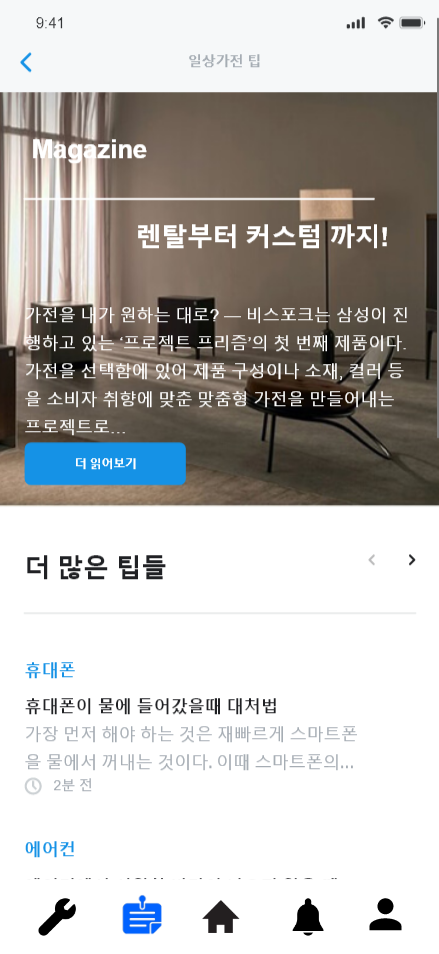 9:41
일상가전 팁
Magazine
렌탈부터 커스텀 까지!
가전을 내가 원하는 대로? — 비스포크는 삼성이 진
행하고 있는 ‘프로젝트 프리즘’의 첫 번째 제품이다.
가전을 선택함에 있어 제품 구성이나 소재, 컬러 등
을 소비자 취향에 맞춘 맞춤형 가전을 만들어내는
프로젝트로...
더 읽어보기
더 많은 팁들
휴대폰
휴대폰이 물에 들어갔을때 대처법
가장 먼저 해야 하는 것은 재빠르게 스마트폰
을 물에서 꺼내는 것이다. 이때 스마트폰의...
2분 전
에어컨